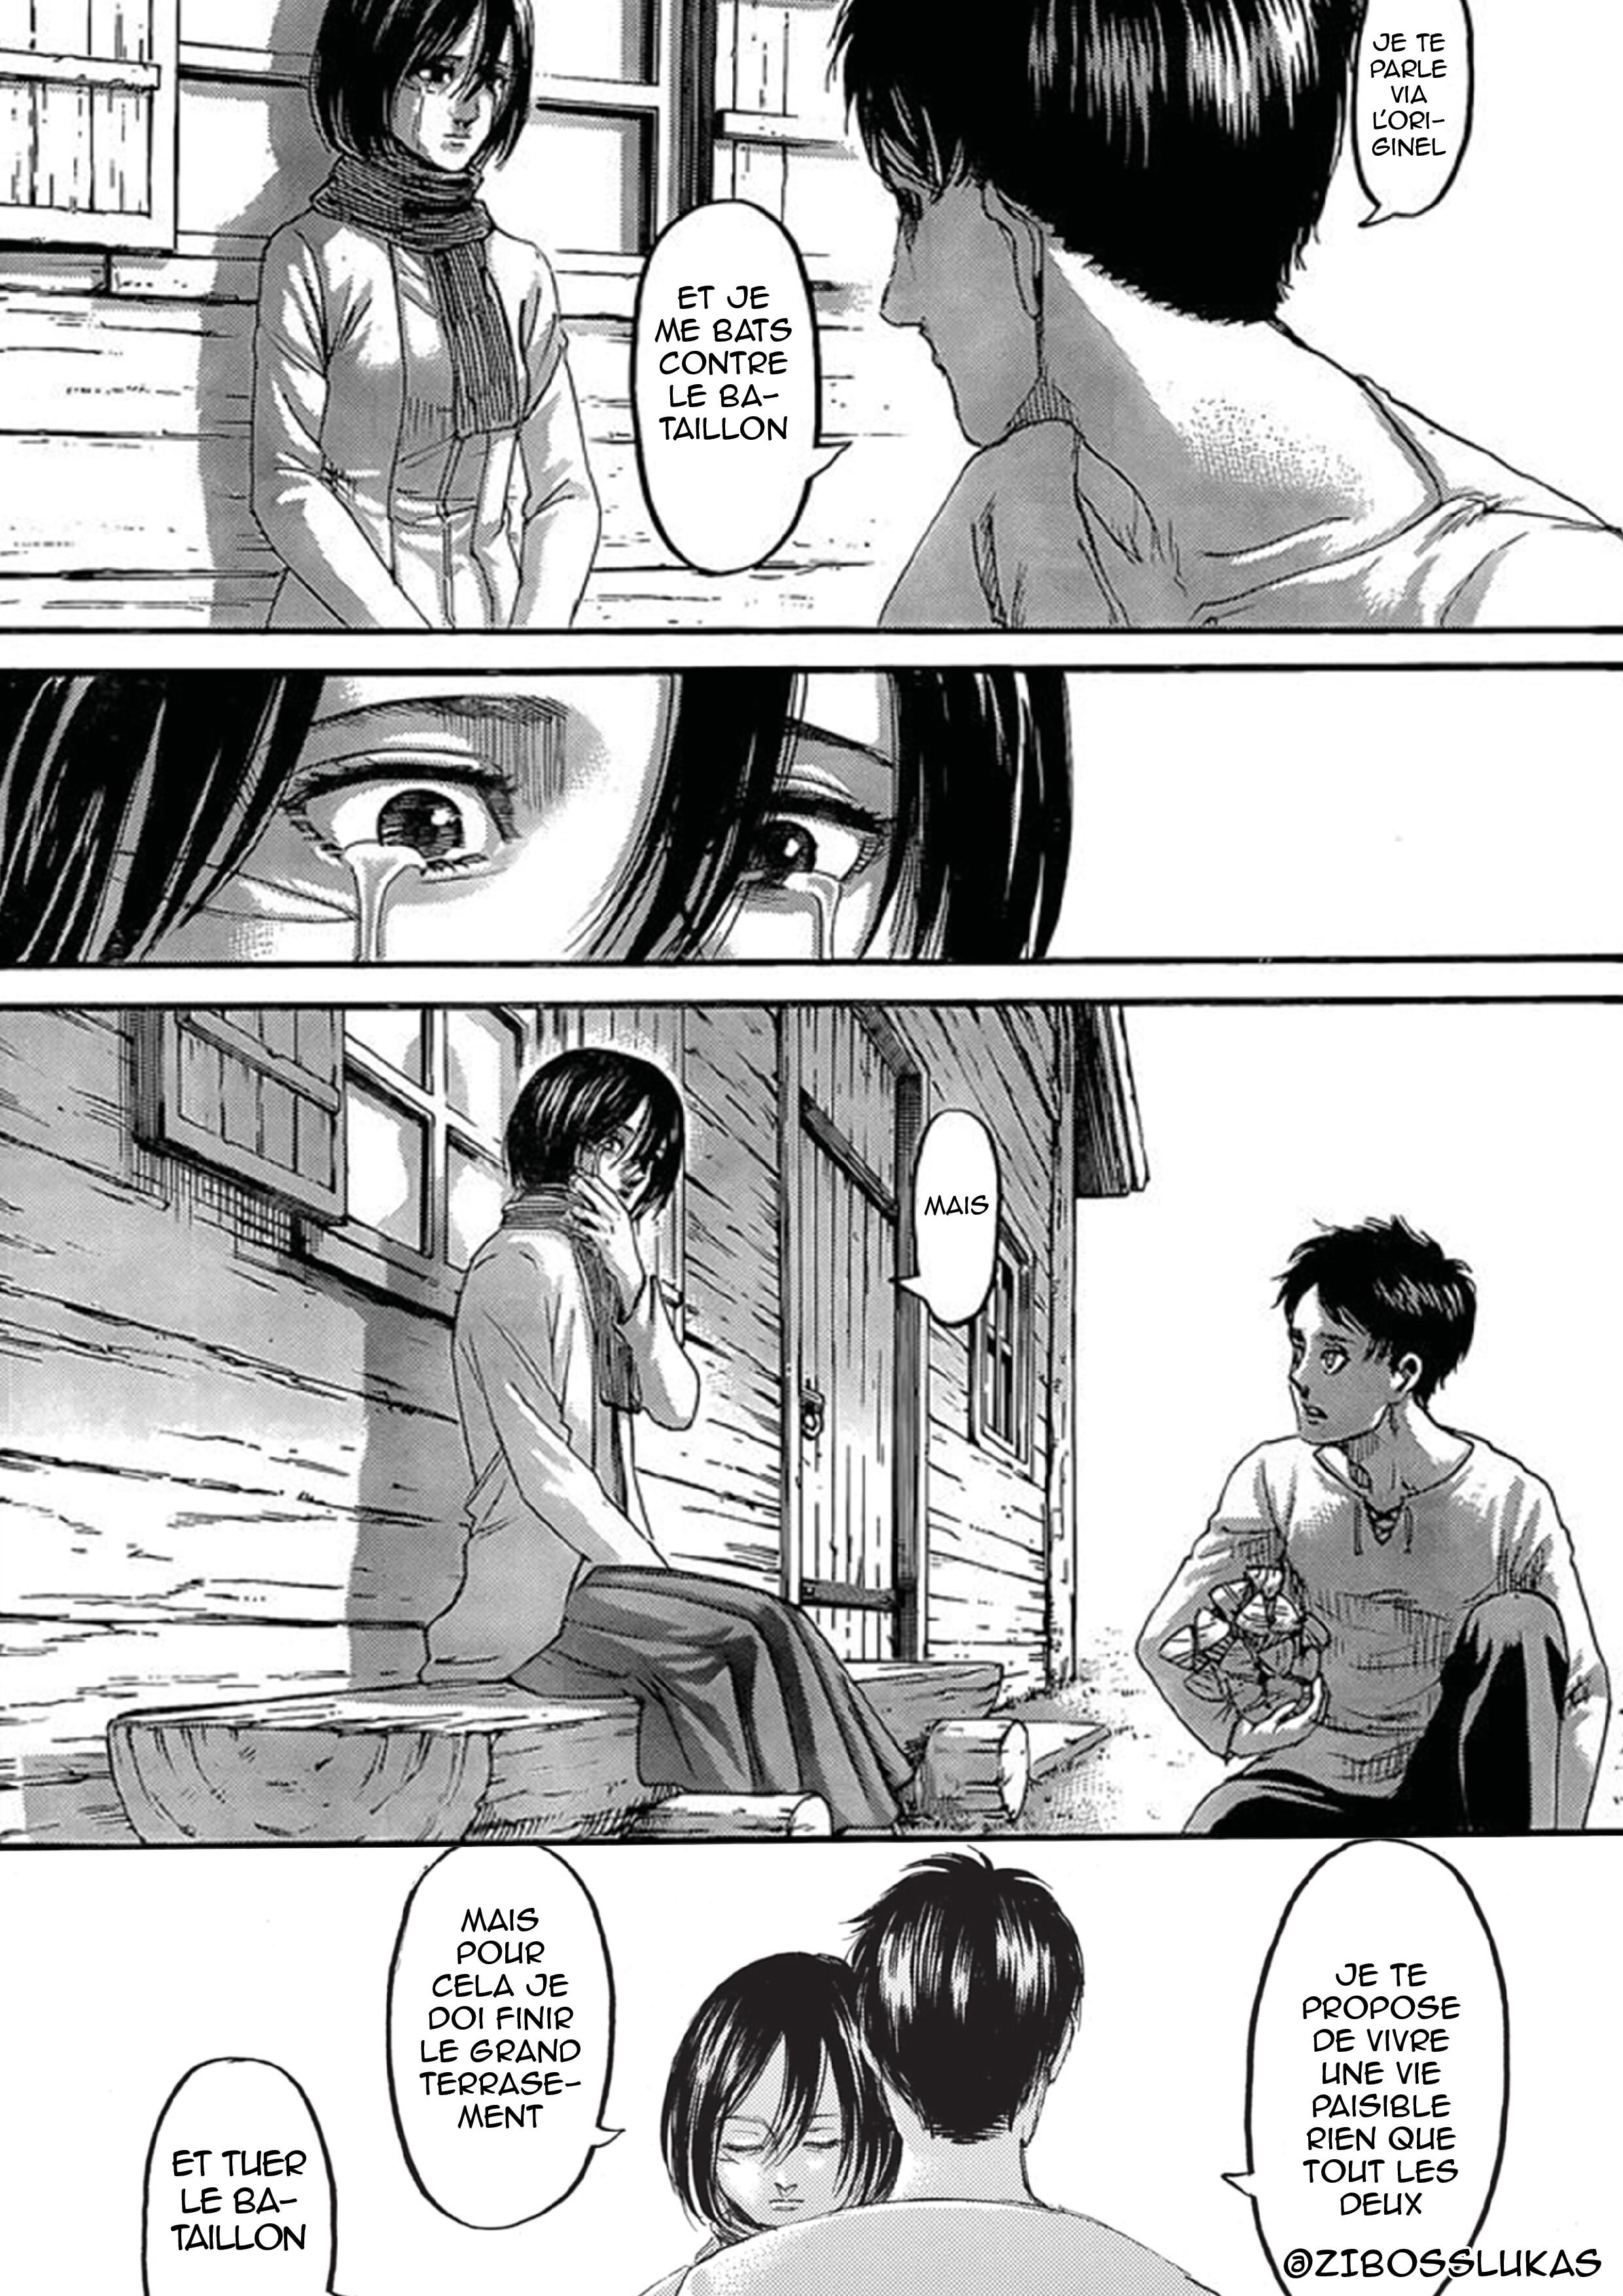 JE TE
PARLE
VIA
L'ORI-
GINEL
ET JE
ME BATS
CONTRE
LE BA-
TAILLON
MAIS
JE TE
PROPOSE
DE VIVRE
UNE VIE
PAISIBLE
RIEN QUE
TOUT LES
DEUX
MAIS
POUR
CELA JE
DOI FINIR
LE GRAND
TERRASE-
MENT
ET TUER
LE BA-
TAILLON
@ZIBOSSLUKAS